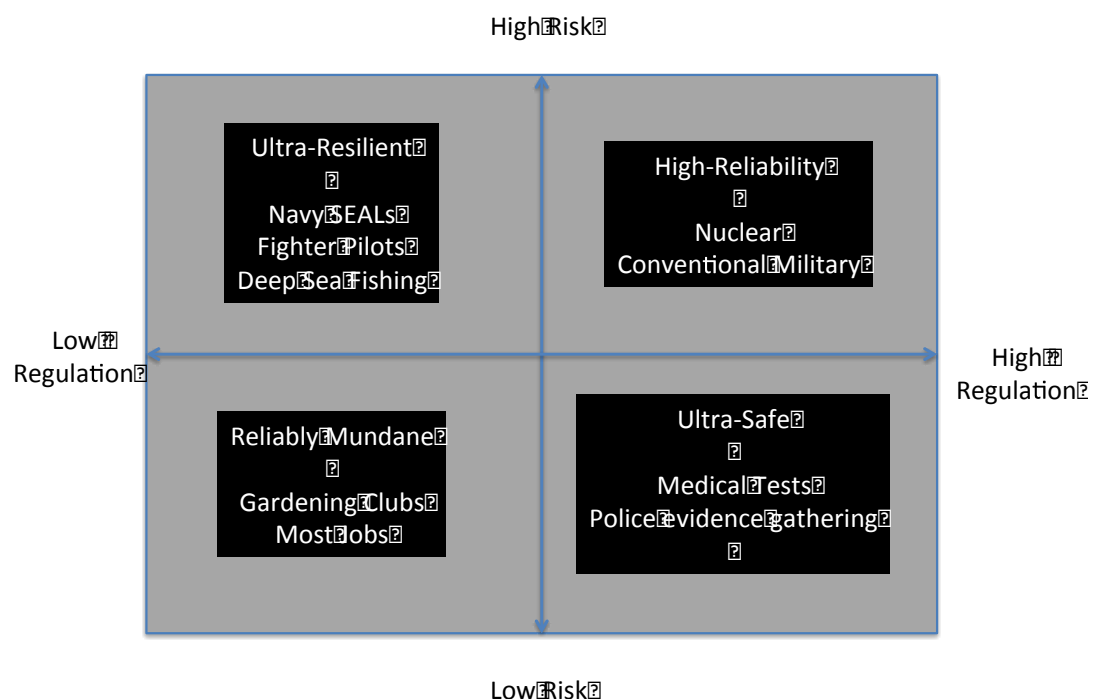 High Risk
Ultra-Resilient
Navy SEALs
Fighter Pilots
Deep Sea Fishing
High-Reliability
Nuclear
Conventional Military
Low
Regulation
High
Regulation
Reliably Mundane
Gardening Clubs
Most Jobs
Ultra-Safe
Medical Tests
Police evidence gathering
Low Risk